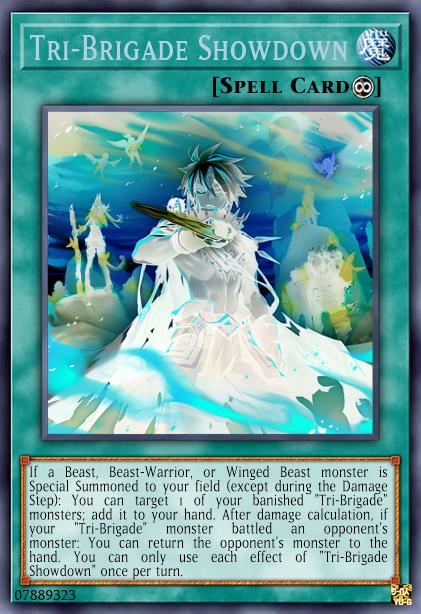 Tri-Brigade Showdown 魔
[Spell Card]
If a Beast, Beast-Warrior, or Winged Beast monster is
Special Summoned to your field (except during the Damage
Step): You can target 1 of your banished "Tri-Brigade"
monsters; add it to your hand. After damage calculation, if
your "Tri-Brigade" monster battled an opponent's
monster: You can return the opponent's monster to the
hand. You can only use each effect of "Tri-Brigade
Showdown" once per turn.
07889323